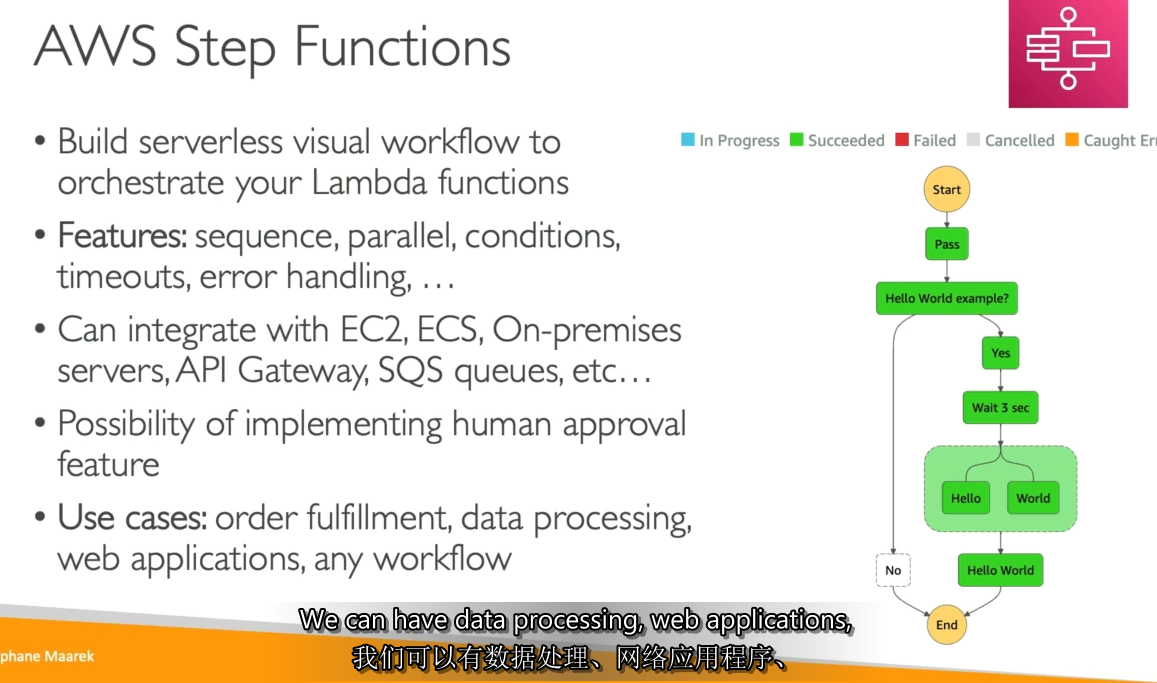 AWS Step Functions
• Build serverless visual workflow to
orchestrate your Lambda functions
• Features: sequence, parallel, conditions,
timeouts, error handling, …
• Can integrate with EC2, ECS, On-premises
servers, API Gateway, SQS queues, etc…
• Possibility of implementing human approval
feature
• Use cases: order fulfillment, data processing,
web applications, any workflow
In Progress Succeeded Failed Cancelled Caught Err
Start
Pass
Hello World example?
Yes
Wait 3 sec
Hello World
No Hello World
End
We can have data processing, web applications,
我们可以有数据处理、网络应用程序、
phane Maarek